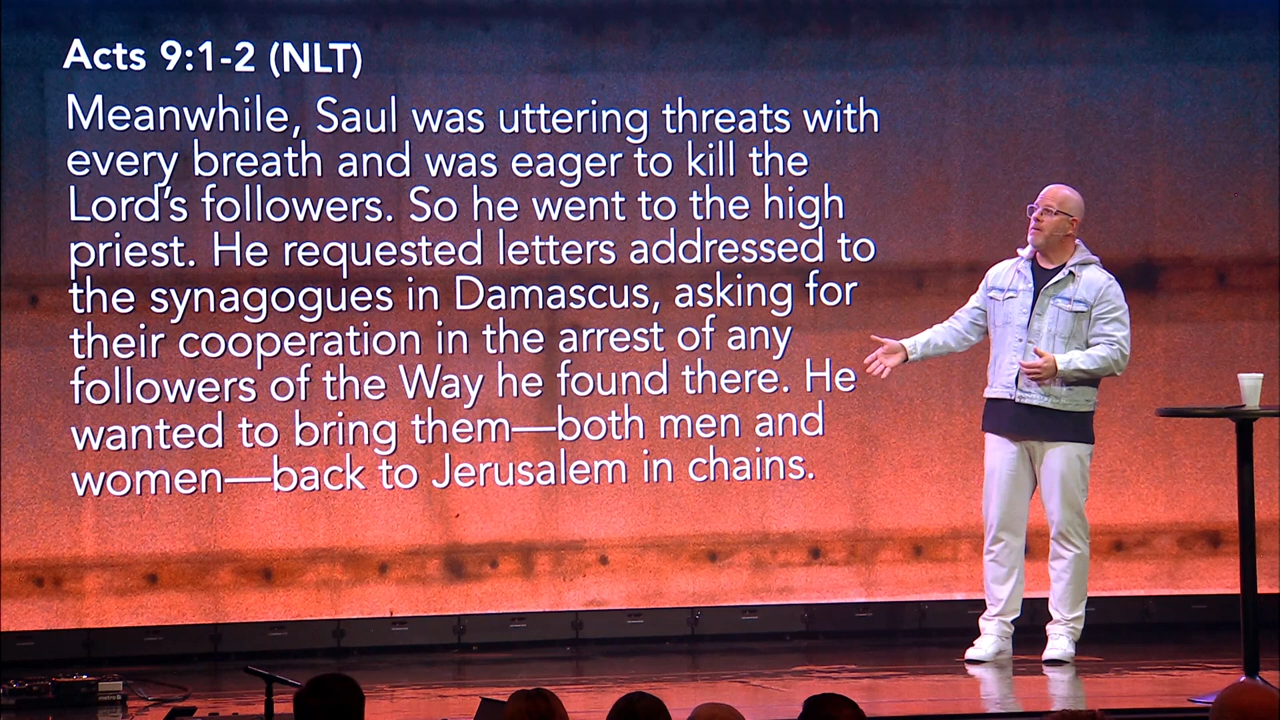 Acts 9:1-2 (NLT)
Meanwhile, Saul was uttering threats with
every breath and was eager to kill the
Lord's followers. So he went to the high
priest. He requested letters addressed to
the synagogues in Damascus, asking for
their cooperation in the arrest of any
followers of the Way he found there. He
wanted to bring them—both men and
women—back to Jerusalem in chains.